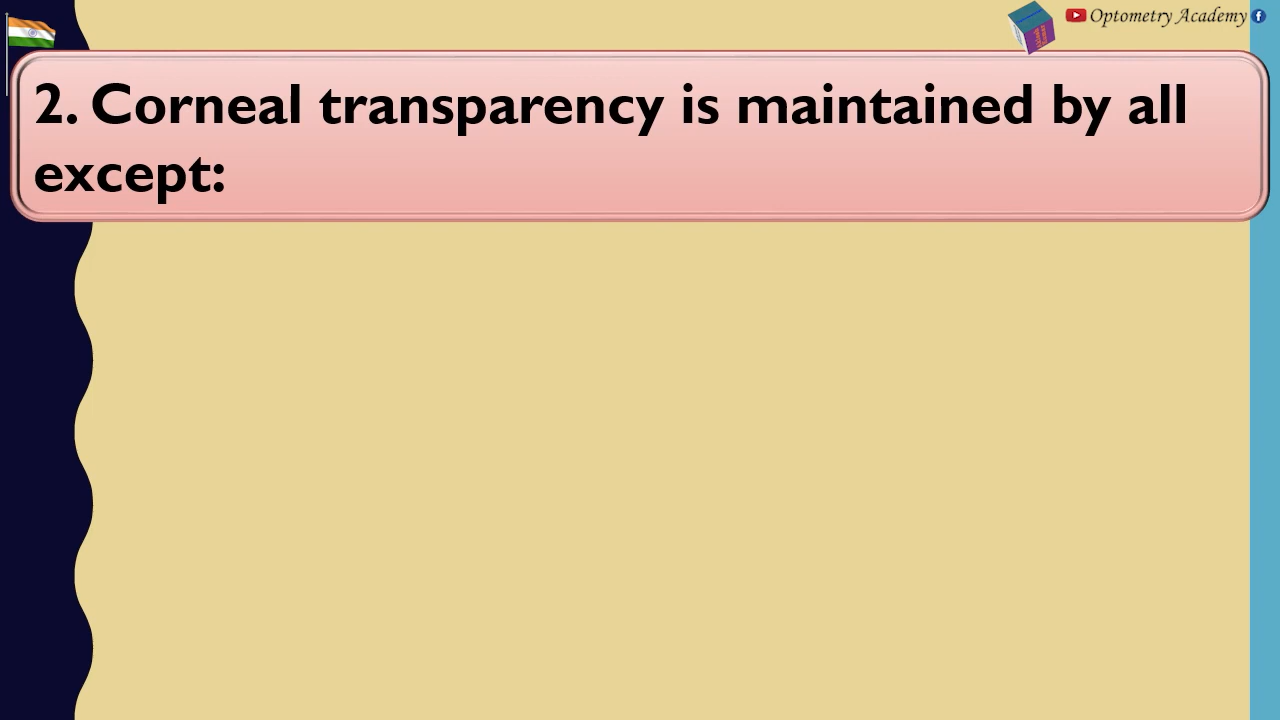 Optometry Academy
2. Corneal transparency is maintained by all
except: